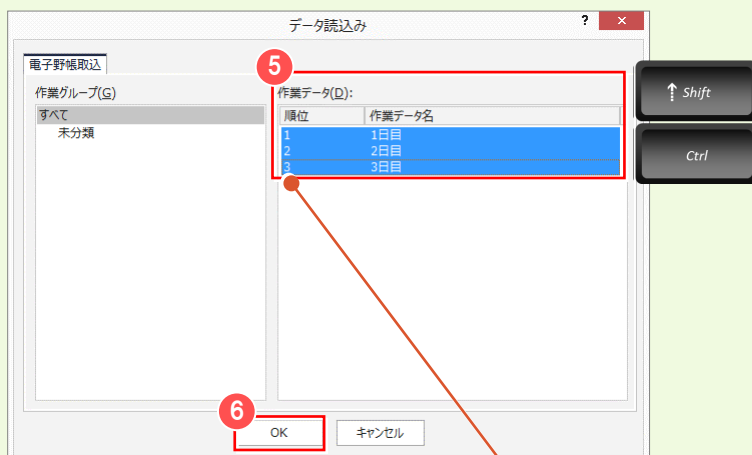 データ読込み
? ×
電子野帳取込
5
作業グループ(G)
作業データ(D):
すべて
未分類
順位 作業データ名
1 1日目
2 2日目
3 3日目
Shift
Ctrl
6
OK
キャンセル